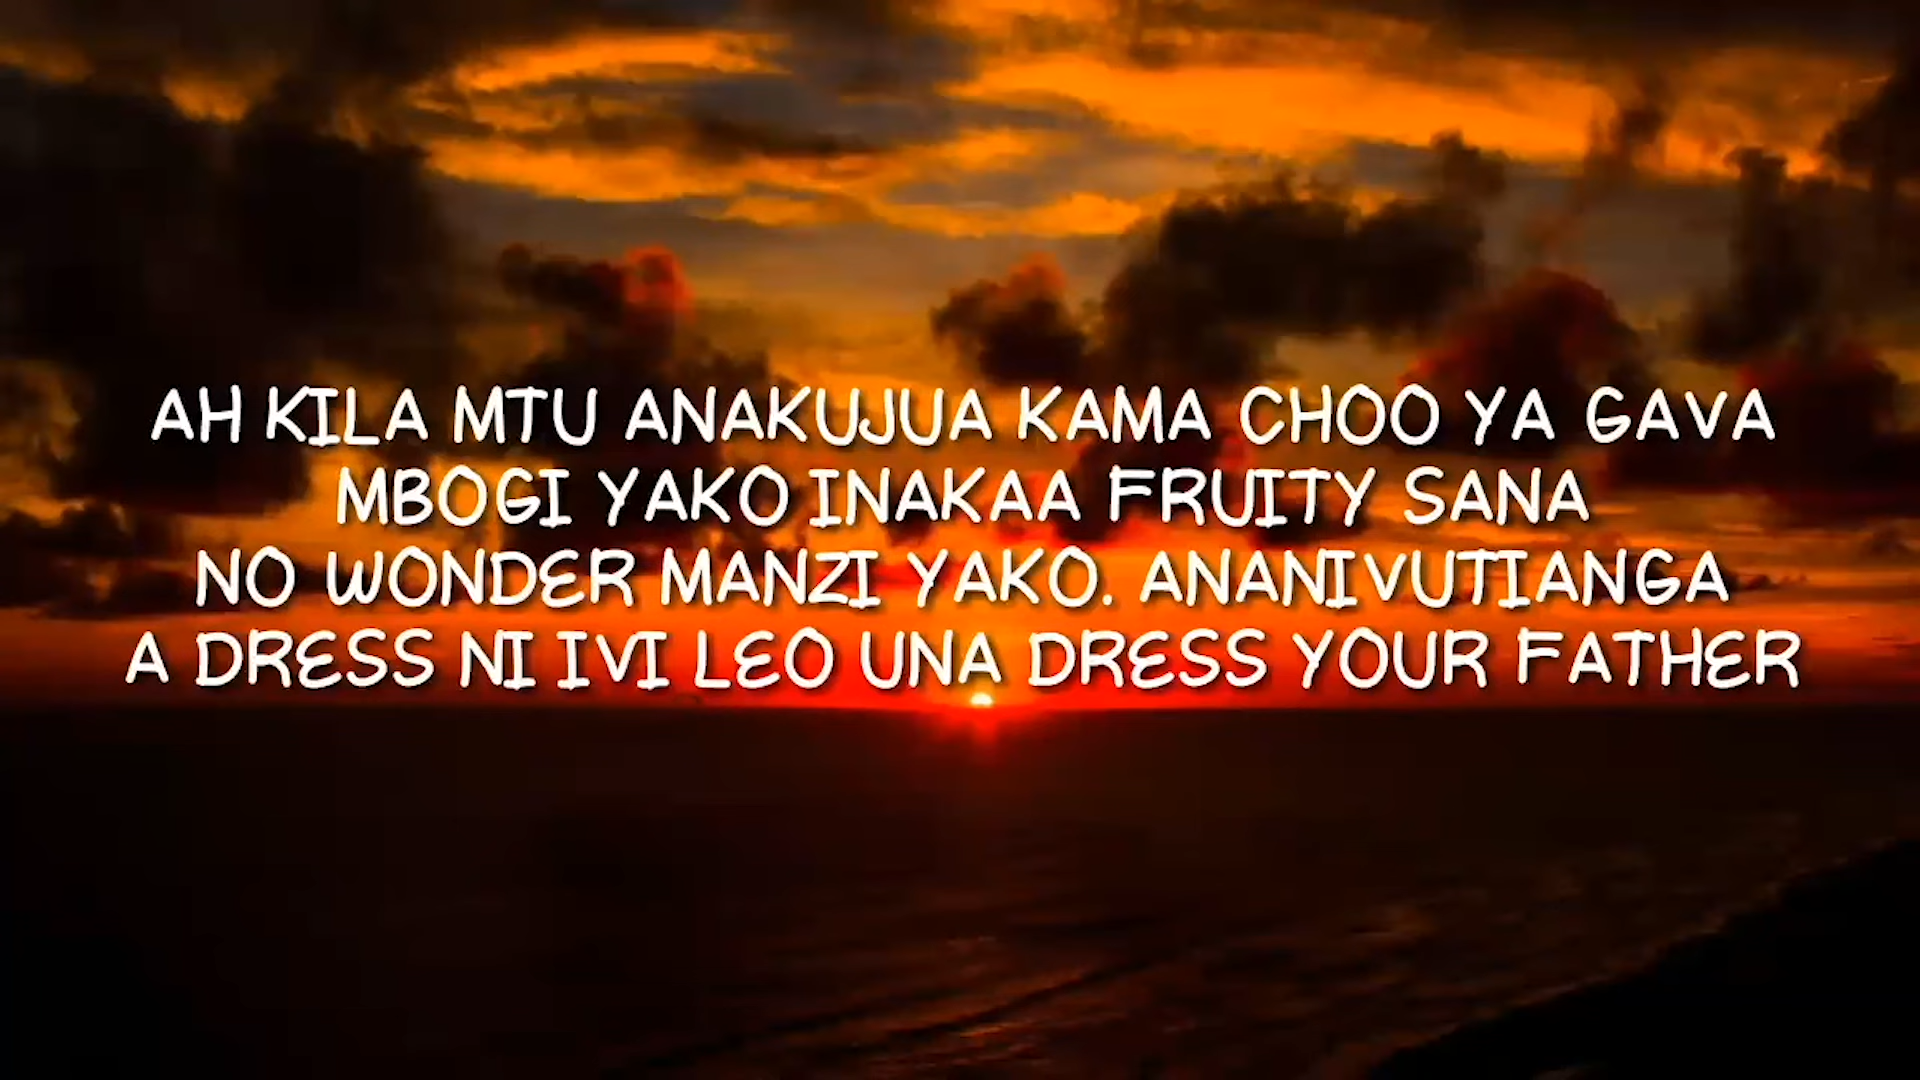 AH KILA MTU ANAKUJUA KAMA CHOO YA GAVA
MBOGI YAKO INAKAA FRUITY SANA
NO WONDER MANZI YAKO. ANANIVUTIANGA
A DRESS NI IVI LEO UNA DRESS YOUR FATHER